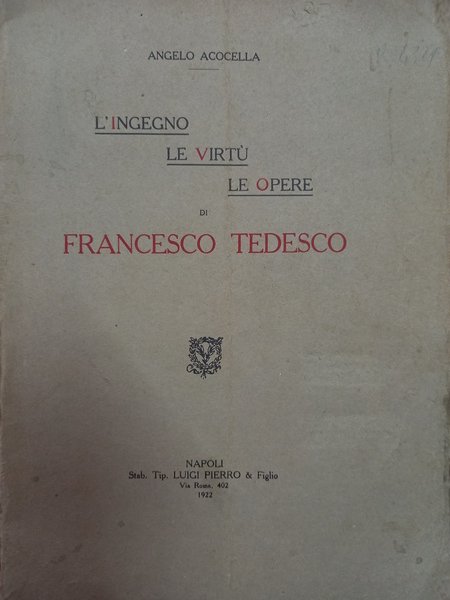 ANGELO ACOCELLA
L'INGEGNO
LE VIRTÙ
LE OPERE
DI
FRANCESCO TEDESCO
NAPOLI
Stab. Tip. LUIGI PIERRO & Figlio
Via Roma, 402
1922